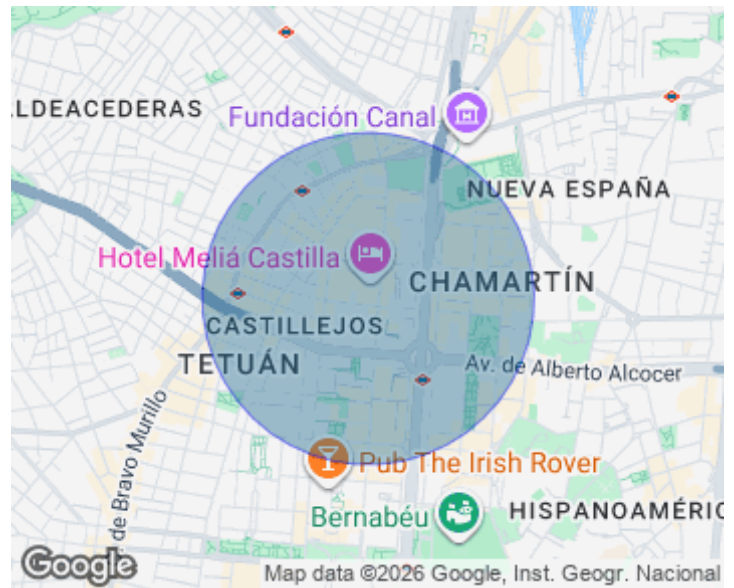 LDEACEDERAS
Fundación Canal
NUEVA ESPAÑA
Hotel Meliá Castilla
CHAMARTÍN
CASTILLEJOS
TETUÁN
Av. de Alberto Alcocer
de Bravo Murillo
Pub The Irish Rover
Bernabéu
HISPANOAMÉRIC
Google
Map data ©2026 Google, Inst. Geogr. Nacional